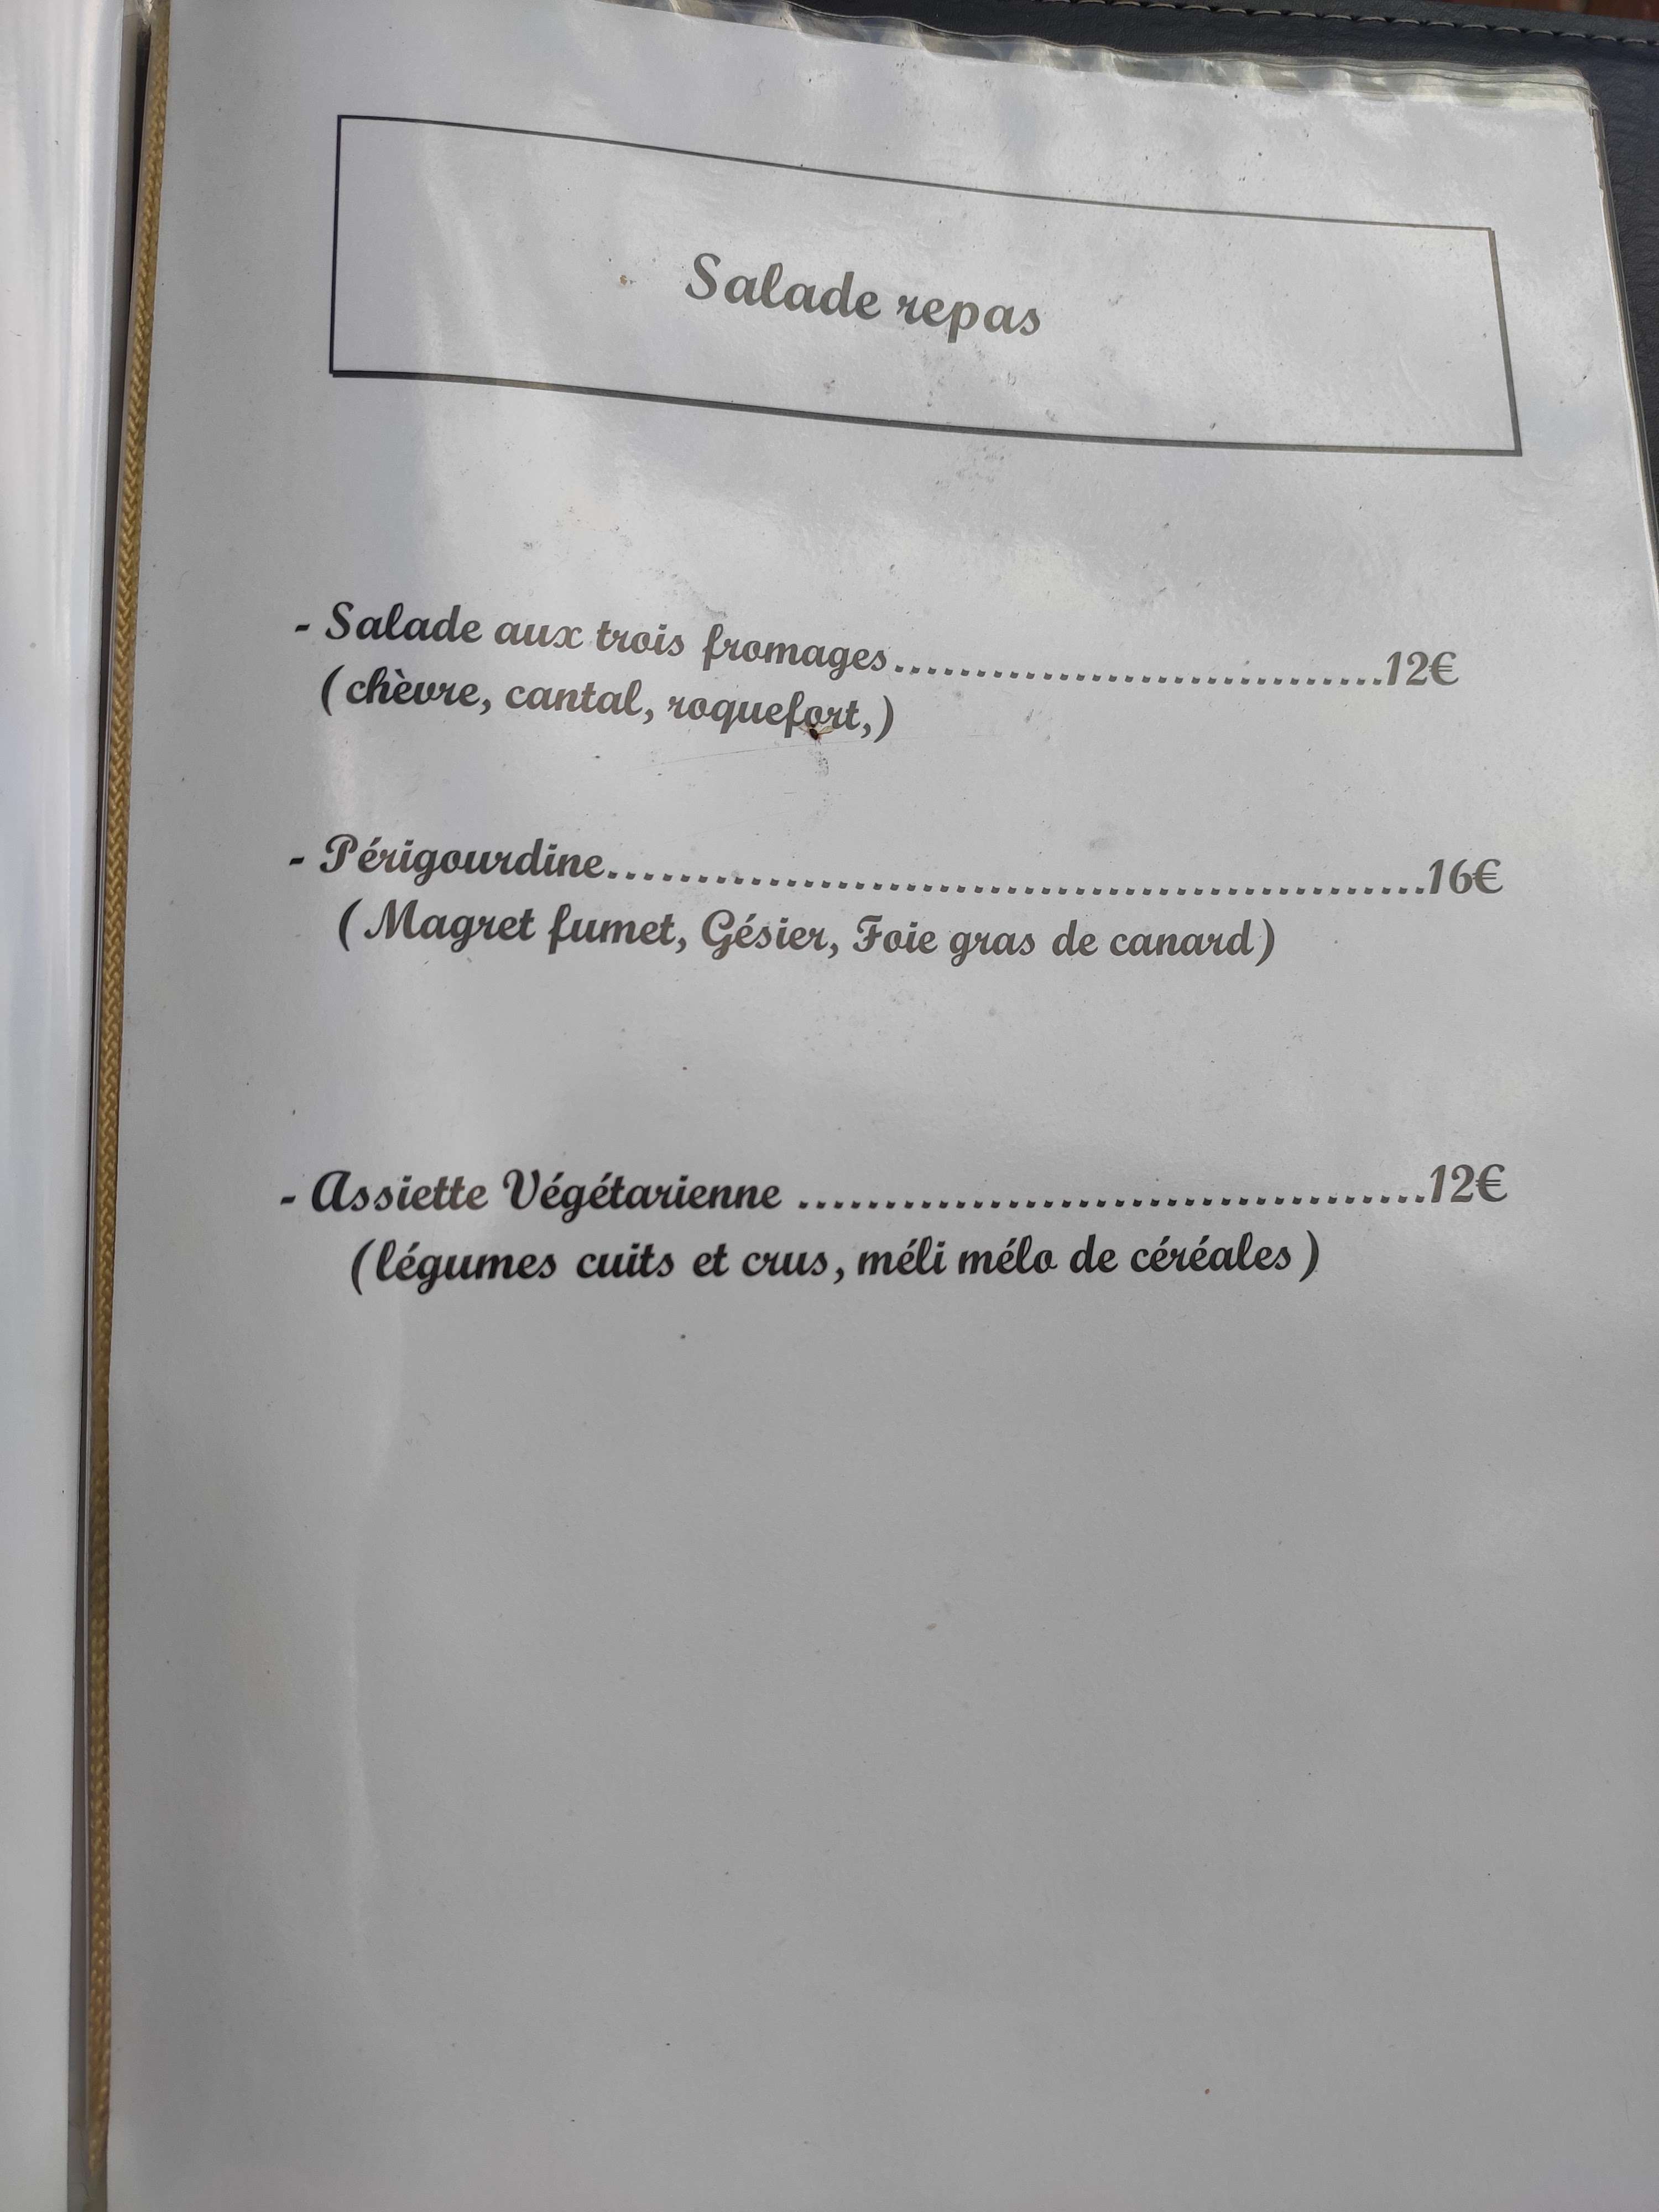 Salade repas
- Salade aux trois fromages.................................12€
(chèvre, cantal, roquefort,)
- Périgourdine.................................................16€
( Magret fumet, Gésier, Foie gras de canard)
- Assiette Végétarienne .....................................12€
(légumes cuits et crus, méli mélo de céréales )